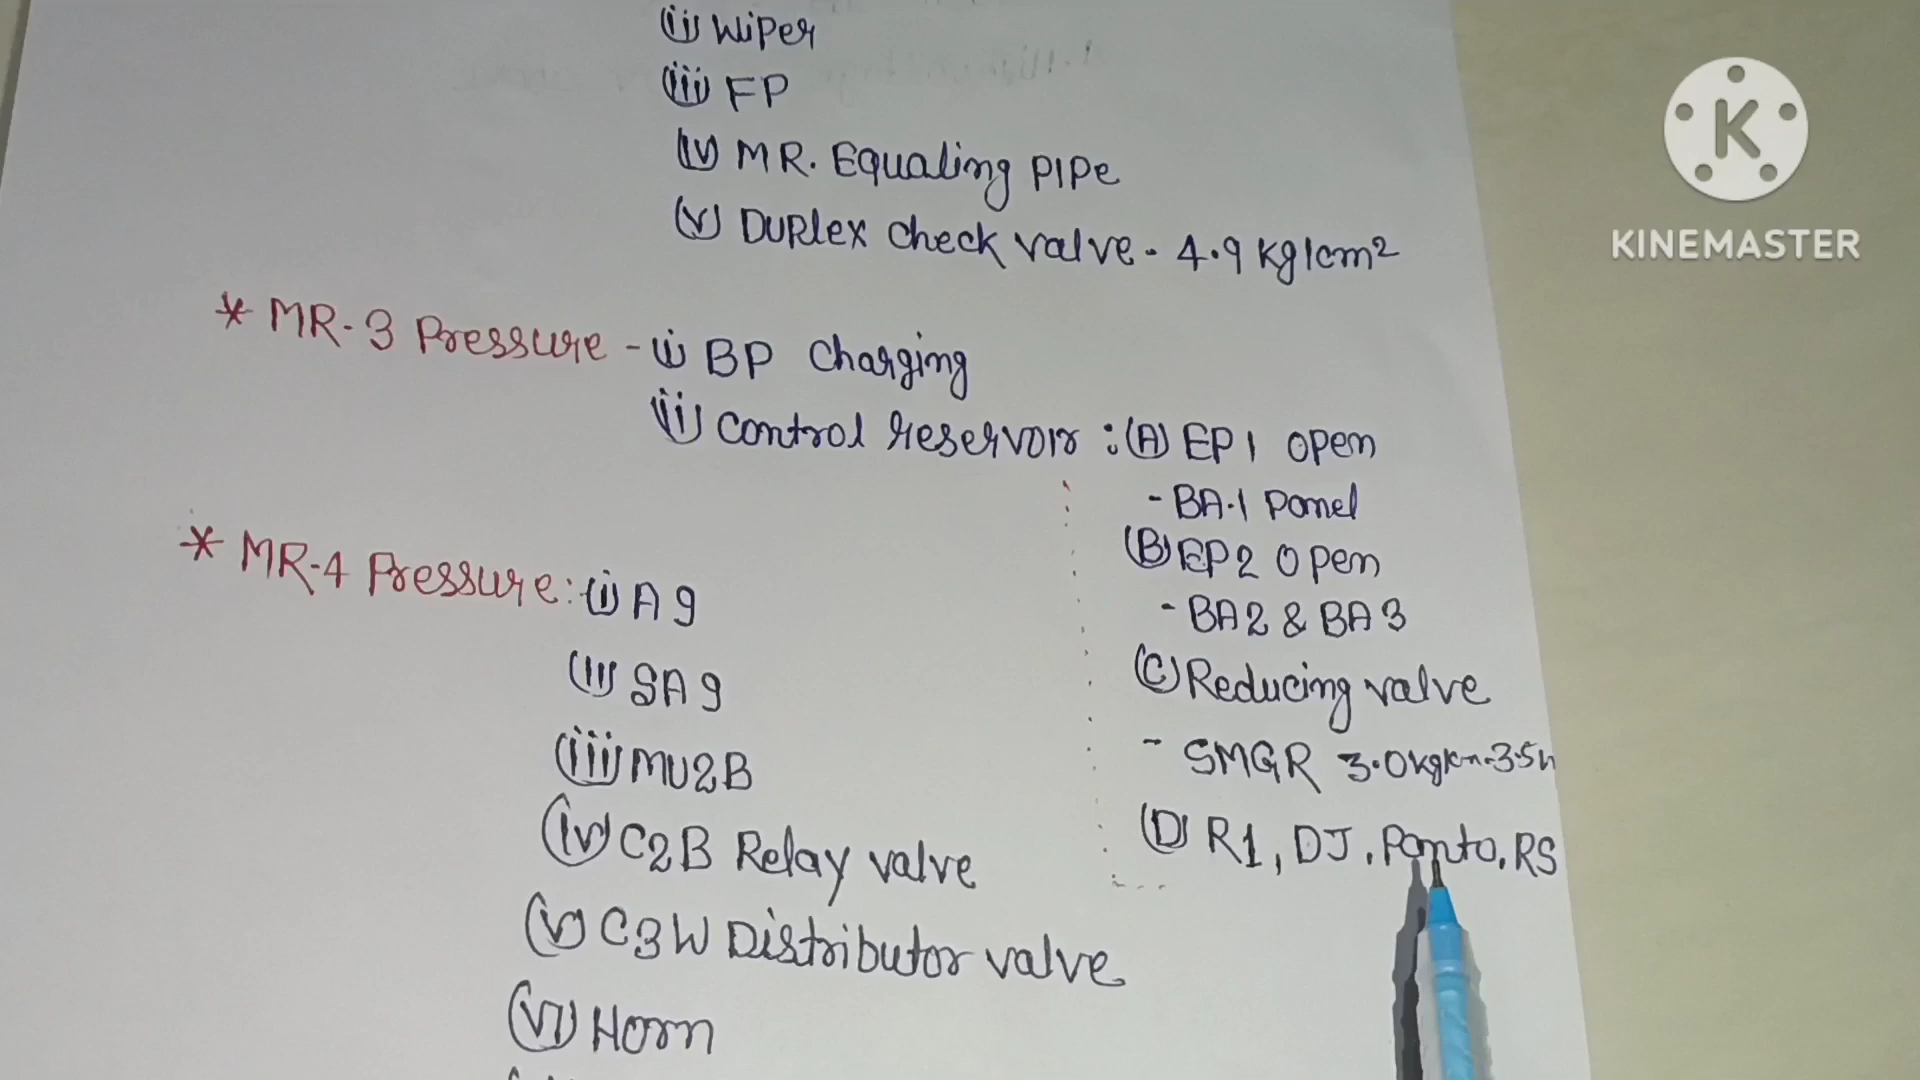 (ii) Wiper
(iii) FP
(iv) MR. Equaling PIPe
(v) Duplex check valve - 4.9 kg/cm²
* MR-3 Pressure - (i) BP Charging
(ii) Control reservoir : (A) EP1 open
- BA.1 Panel
(B) EP2 open
- BA2 & BA3
(C) Reducing valve
- SMGR 3.0 kg
(D) R1, DJ, Panto, RS
* MR-4 Pressure : (i) A9
(ii) SA9
(iii) MU2B
(iv) C2B Relay valve
(v) C3W Distributor valve
(vi) Horn
K
KINEMASTER